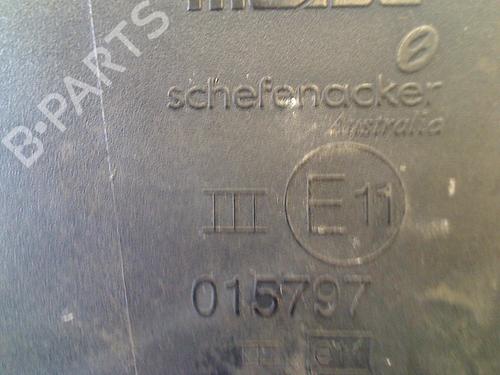 schefenacker
Australia
III E11
015797
B-PARTS